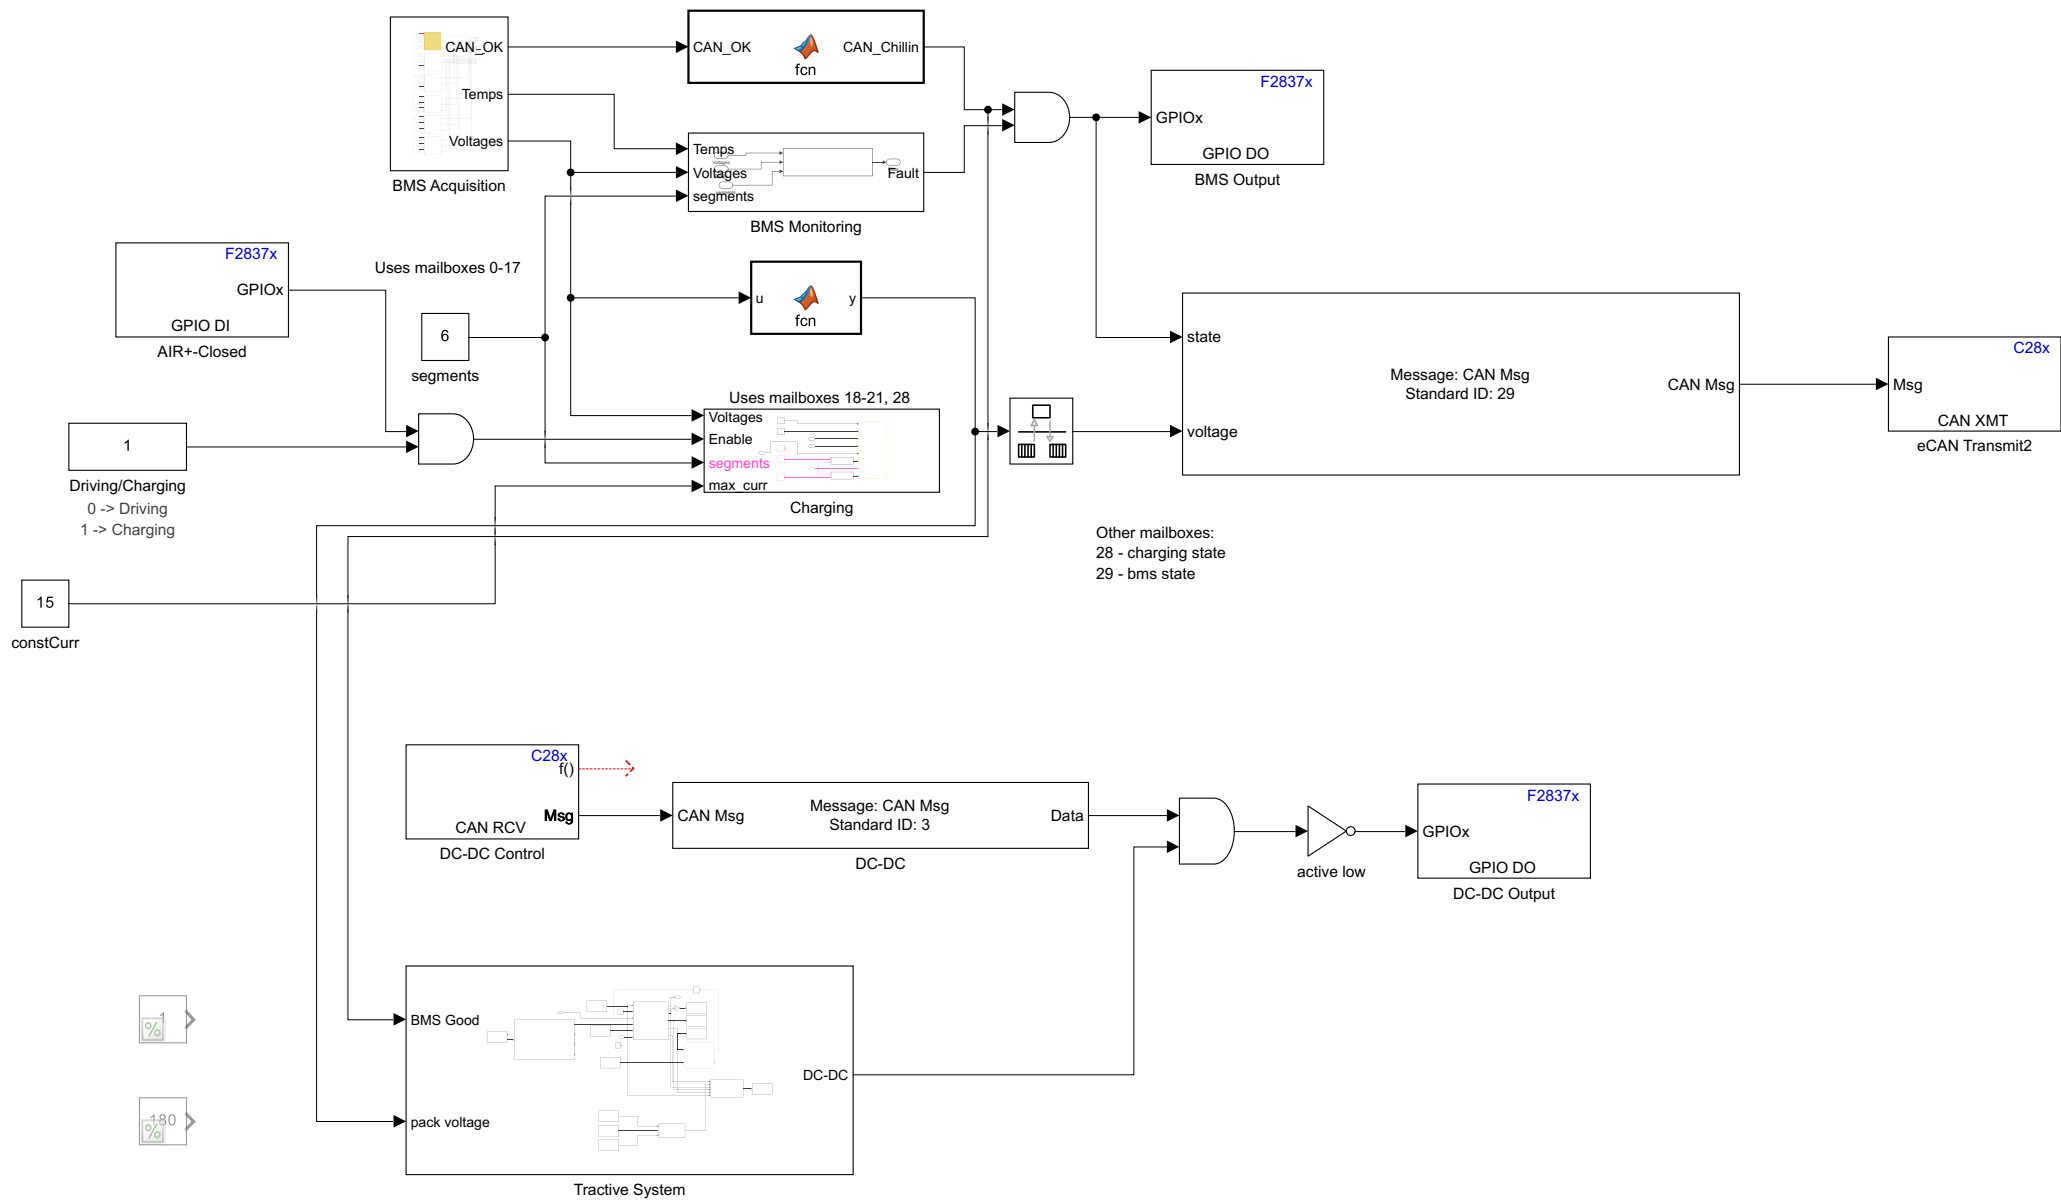 CAN_OK
Temps
Voltages
BMS Acquisition
CAN_OK
CAN_Chillin
fcn
Temps
Voltages
segments
Fault
BMS Monitoring
F2837x
GPIOx
GPIO DO
BMS Output
F2837x
GPIOx
GPIO DI
AIR+-Closed
Uses mailboxes 0-17
6
segments
u
y
fcn
1
Driving/Charging
0 -> Driving
1 -> Charging
Uses mailboxes 18-21, 28
Voltages
Enable
segments
max_curr
Charging
state
voltage
Message: CAN Msg
Standard ID: 29
CAN Msg
C28x
Msg
CAN XMT
eCAN Transmit2
Other mailboxes:
28 - charging state
29 - bms state
15
constCurr
C28x
f()
Msg
CAN RCV
DC-DC Control
CAN Msg
Message: CAN Msg
Standard ID: 3
Data
DC-DC
active low
F2837x
GPIOx
GPIO DO
DC-DC Output
1
180
BMS Good
pack voltage
DC-DC
Tractive System